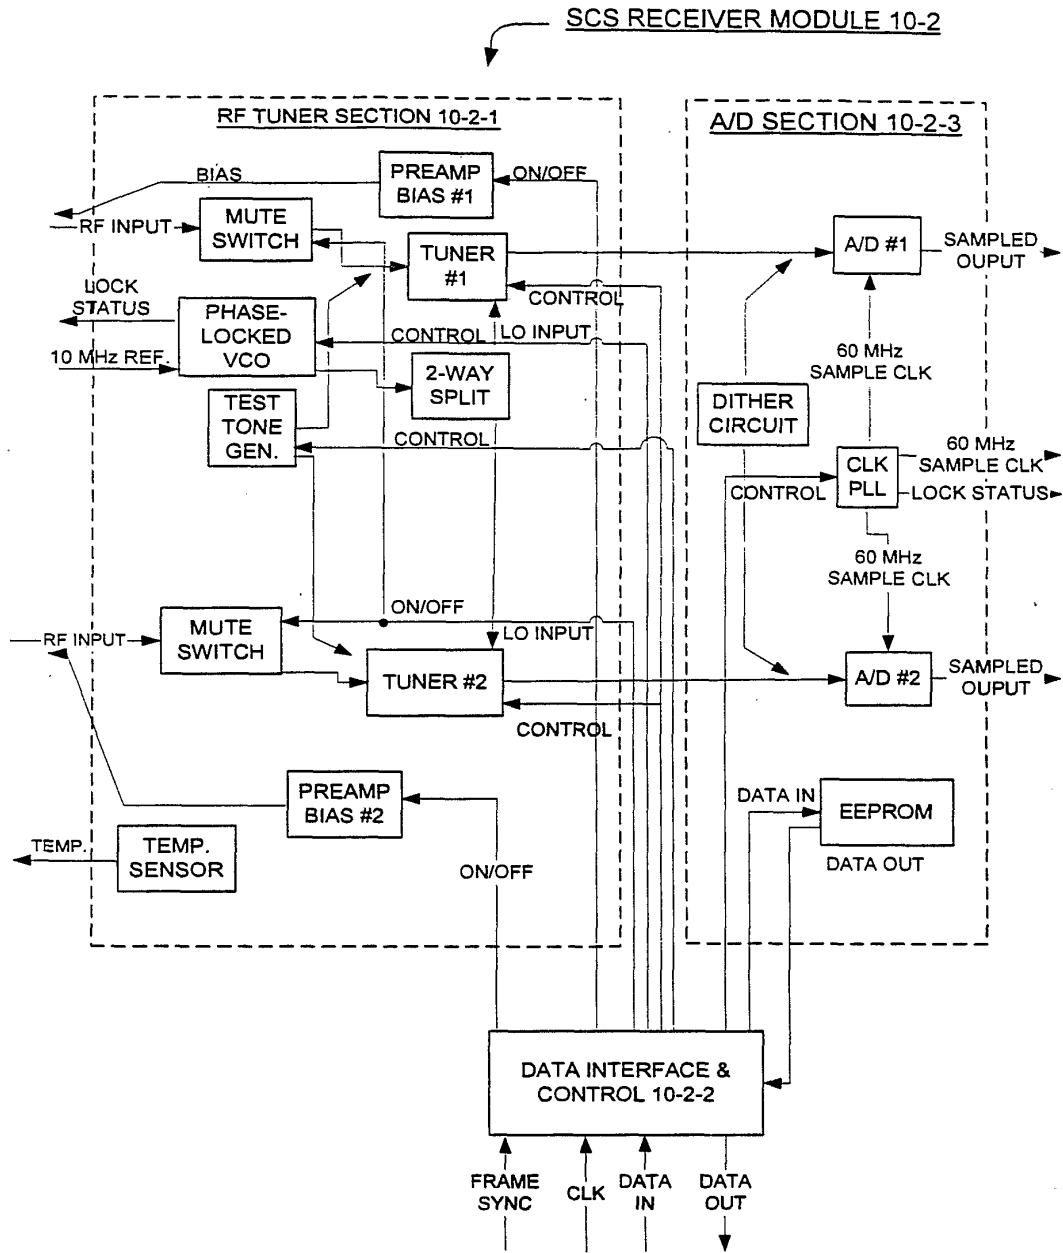 SCS RECEIVER MODULE 10-2
RF TUNER SECTION 10-2-1
A/D SECTION 10-2-3
BIAS
PREAMP
BIAS #1
ON/OFF
RF INPUT
MUTE
SWITCH
TUNER
#1
A/D #1
SAMPLED
OUPUT
LOCK
STATUS
CONTROL
PHASE-
LOCKED
VCO
CONTROL
LO INPUT
10 MHz REF.
2-WAY
SPLIT
60 MHz
SAMPLE CLK
TEST
TONE
GEN.
CONTROL
DITHER
CIRCUIT
CLK
PLL
60 MHz
SAMPLE CLK
CONTROL
LOCK STATUS
60 MHz
SAMPLE CLK
ON/OFF
RF INPUT
MUTE
SWITCH
LO INPUT
TUNER #2
A/D #2
SAMPLED
OUPUT
CONTROL
PREAMP
BIAS #2
DATA IN
EEPROM
TEMP.
TEMP.
SENSOR
ON/OFF
DATA OUT
DATA INTERFACE &
CONTROL 10-2-2
FRAME
SYNC
CLK
DATA
IN
DATA
OUT